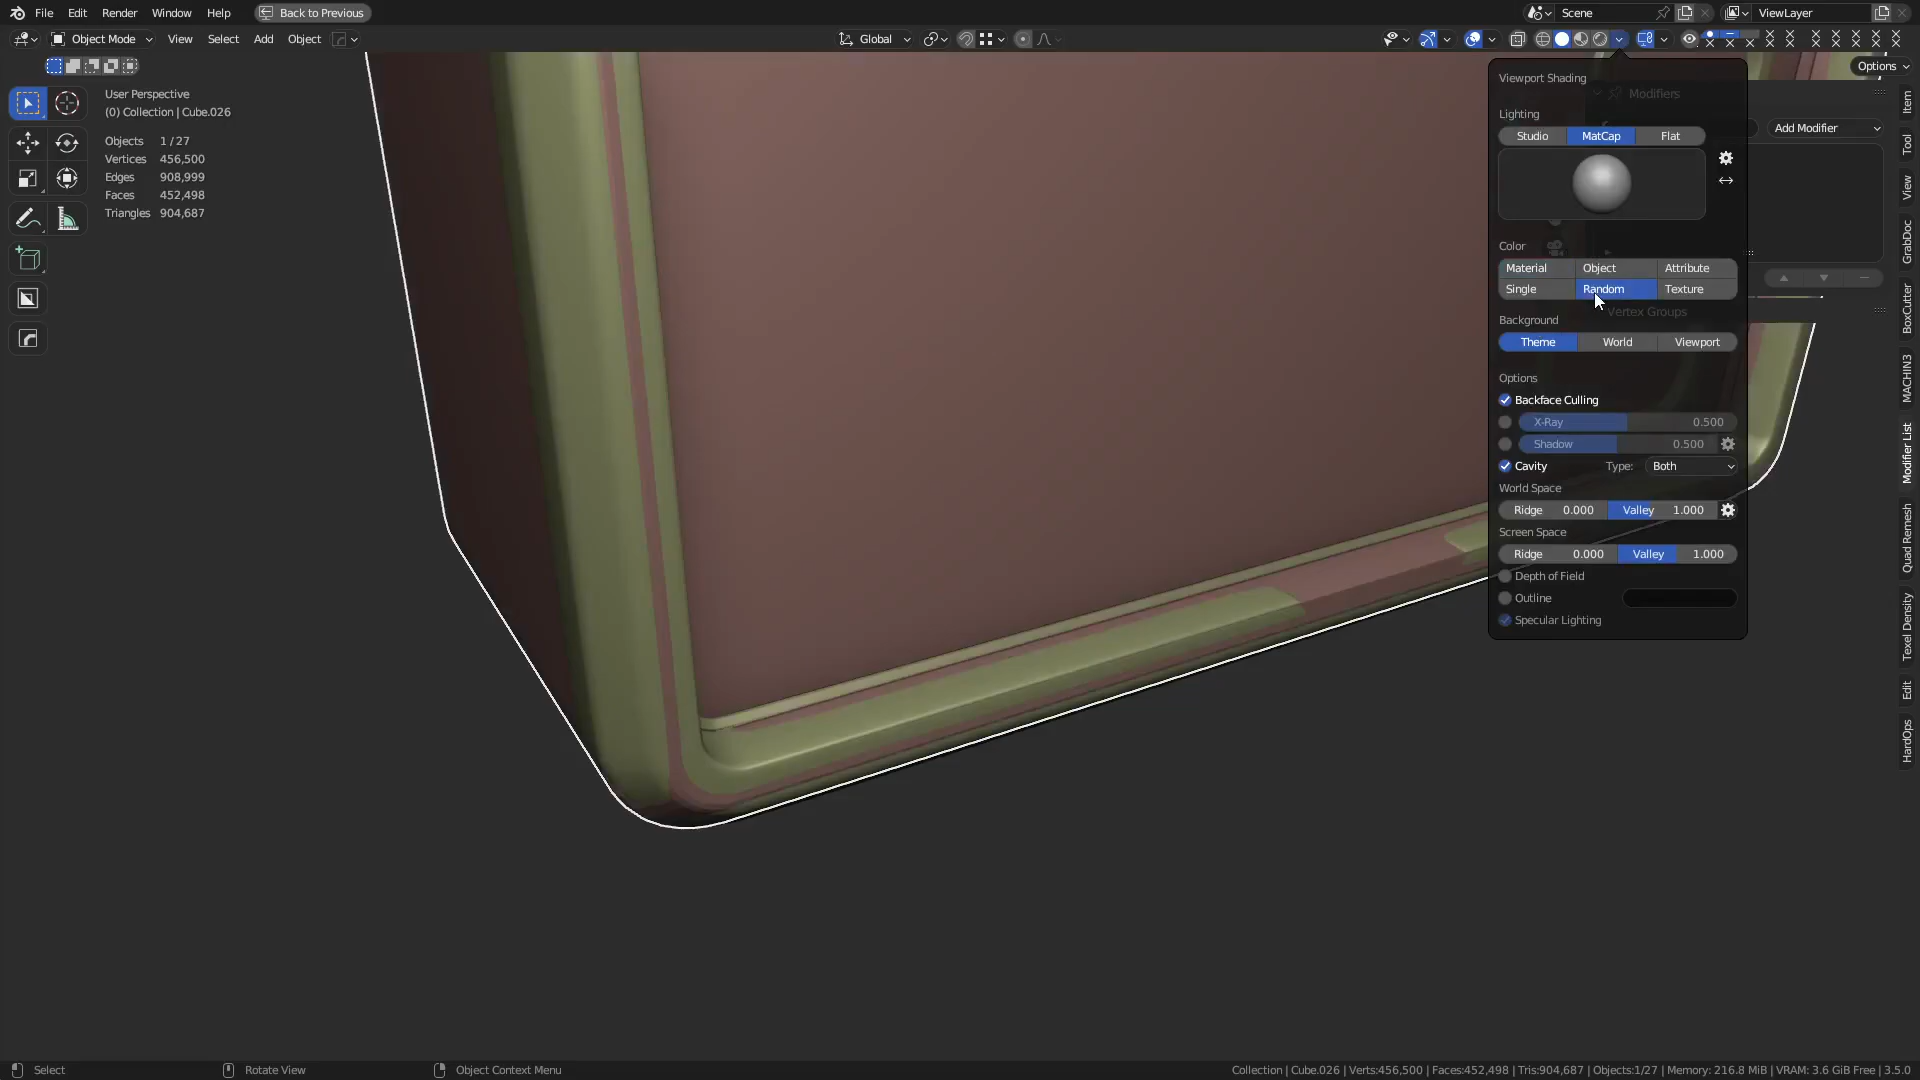 File Edit Render Window Help Back to Previous Scene ViewLayer
Object Mode View Select Add Object Global
Options
User Perspective
(0) Collection | Cube.026
Objects 1 / 27
Vertices 456,500
Edges 908,999
Faces 452,498
Triangles 904,687
Viewport Shading
Modifiers
Lighting
Studio MatCap Flat
Add Modifier
Color
Material Object Attribute
Single Random Texture
Vertex Groups
Background
Theme World Viewport
Options
Backface Culling
X-Ray 0.500
Shadow 0.500
Cavity Type: Both
World Space
Ridge 0.000 Valley 1.000
Screen Space
Ridge 0.000 Valley 1.000
Depth of Field
Outline
Specular Lighting
Item
Tool
View
GrabDoc
BoxCutter
MACHIN3
Modifier List
Quad Remesh
Texel Density
Edit
HardOps
Select Rotate View Object Context Menu
Collection | Cube.026 | Verts:456,500 | Faces:452,498 | Tris:904,687 | Objects:1/27 | Memory: 216.8 MiB | VRAM: 3.6 GiB Free | 3.5.0